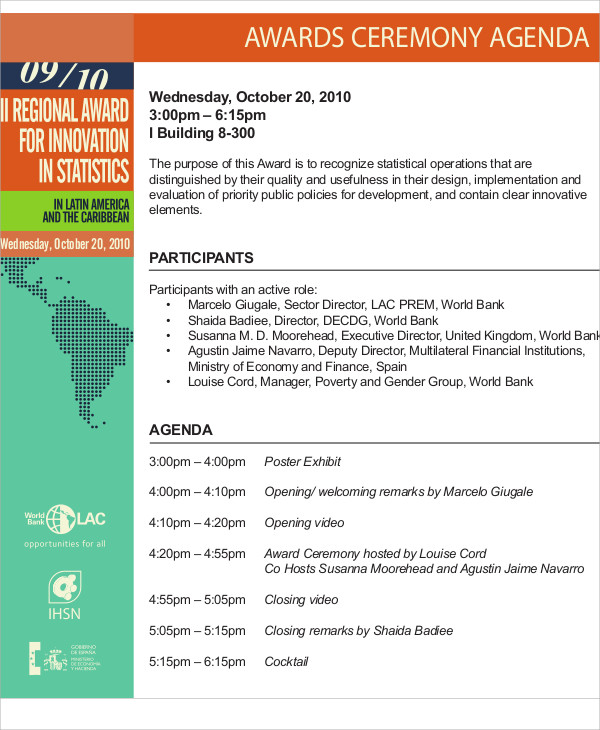 AWARDS CEREMONY AGENDA
09/10
II REGIONAL AWARD
FOR INNOVATION
IN STATISTICS
IN LATIN AMERICA
AND THE CARIBBEAN
Wednesday, October 20, 2010
World
Bank
LAC
opportunities for all
IHSN
GOBIERNO
DE ESPAÑA
MINISTERIO
DE ECONOMÍA
Y HACIENDA
Wednesday, October 20, 2010
3:00pm – 6:15pm
I Building 8-300
The purpose of this Award is to recognize statistical operations that are
distinguished by their quality and usefulness in their design, implementation and
evaluation of priority public policies for development, and contain clear innovative
elements.
PARTICIPANTS
Participants with an active role:
• Marcelo Giugale, Sector Director, LAC PREM, World Bank
• Shaida Badiee, Director, DECDG, World Bank
• Susanna M. D. Moorehead, Executive Director, United Kingdom, World Bank
• Agustin Jaime Navarro, Deputy Director, Multilateral Financial Institutions,
Ministry of Economy and Finance, Spain
• Louise Cord, Manager, Poverty and Gender Group, World Bank
AGENDA
3:00pm – 4:00pm Poster Exhibit
4:00pm – 4:10pm Opening/ welcoming remarks by Marcelo Giugale
4:10pm – 4:20pm Opening video
4:20pm – 4:55pm Award Ceremony hosted by Louise Cord
Co Hosts Susanna Moorehead and Agustin Jaime Navarro
4:55pm – 5:05pm Closing video
5:05pm – 5:15pm Closing remarks by Shaida Badiee
5:15pm – 6:15pm Cocktail